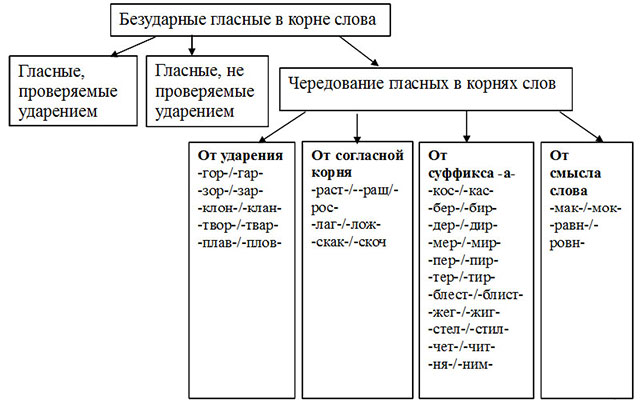 Безударные гласные в корне слова
Гласные,
проверяемые
ударением
Гласные, не
проверяемые
ударением
Чередование гласных в корнях слов
От ударения
-гор-/-гар-
-зор-/-зар-
-клон-/-клан-
-твор-/-твар-
-плав-/-плов-
От согласной
корня
-раст-/--ращ/-
рос-
-лаг-/-лож-
-скак-/-скоч
От
суффикса -а-
-кос-/-кас-
-бер-/-бир-
-дер-/-дир-
-мер-/-мир-
-пер-/-пир-
-тер-/-тир-
-блест-/-блист-
-жег-/-жиг-
-стел-/-стил-
-чет-/-чит-
-ня-/-ним-
От
смысла
слова
-мак-/-мок-
-равн-/-
ровн-